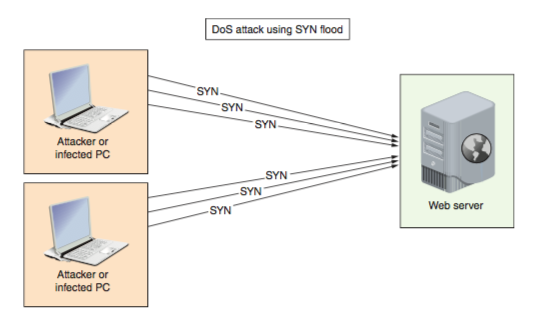 DoS attack using SYN flood
SYN
SYN
SYN
Attacker or
infected PC
Web server
SYN
SYN
SYN
Attacker or
infected PC